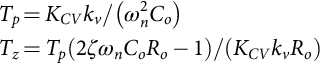 T_p = K_{CV} k_v / (ω_n^2 C_o)
T_z = T_p (2ζω_n C_o R_o − 1) / (K_{CV} k_v R_o)